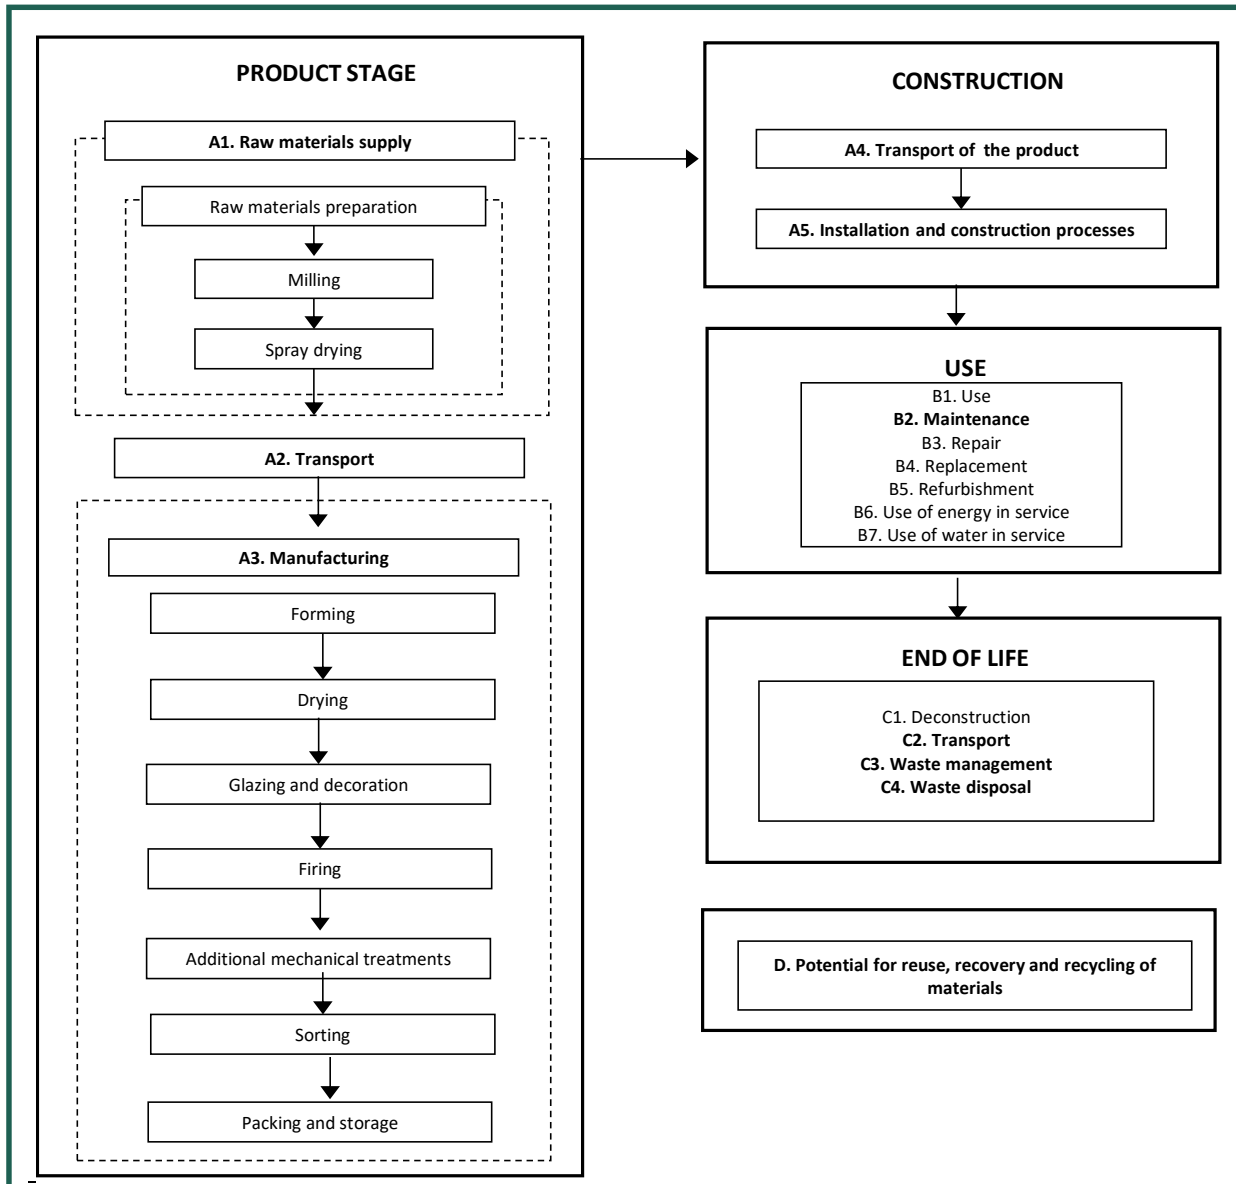 PRODUCT STAGE
A1. Raw materials supply
Raw materials preparation
Milling
Spray drying
A2. Transport
A3. Manufacturing
Forming
Drying
Glazing and decoration
Firing
Additional mechanical treatments
Sorting
Packing and storage
CONSTRUCTION
A4. Transport of the product
A5. Installation and construction processes
USE
B1. Use
B2. Maintenance
B3. Repair
B4. Replacement
B5. Refurbishment
B6. Use of energy in service
B7. Use of water in service
END OF LIFE
C1. Deconstruction
C2. Transport
C3. Waste management
C4. Waste disposal
D. Potential for reuse, recovery and recycling of
materials